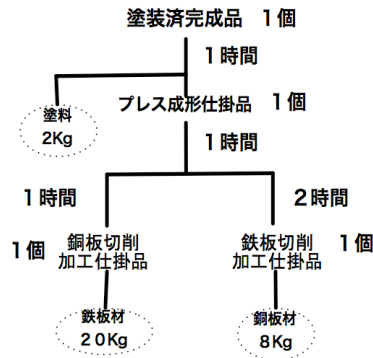 塗装済完成品 1個
1時間
塗料
2Kg
プレス成形仕掛品 1個
1時間
1時間
2時間
1個
銅板切削
加工仕掛品
鉄板切削
加工仕掛品
1個
鉄板材
20Kg
銅板材
8Kg